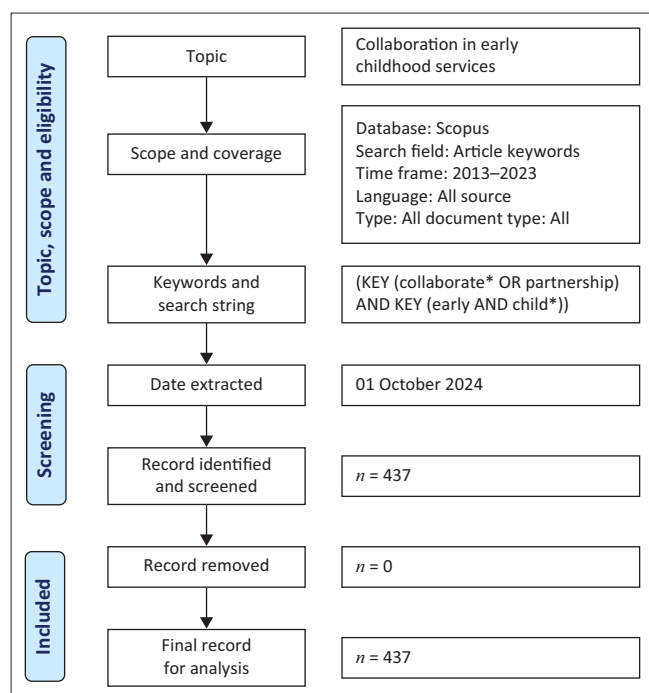 Topic, scope and eligibility
Topic
Collaboration in early
childhood services
Scope and coverage
Database: Scopus
Search field: Article keywords
Time frame: 2013–2023
Language: All source
Type: All document type: All
Keywords and
search string
(KEY (collaborate* OR partnership)
AND KEY (early AND child*))
Screening
Date extracted
01 October 2024
Record identified
and screened
n = 437
Included
Record removed
n = 0
Final record
for analysis
n = 437